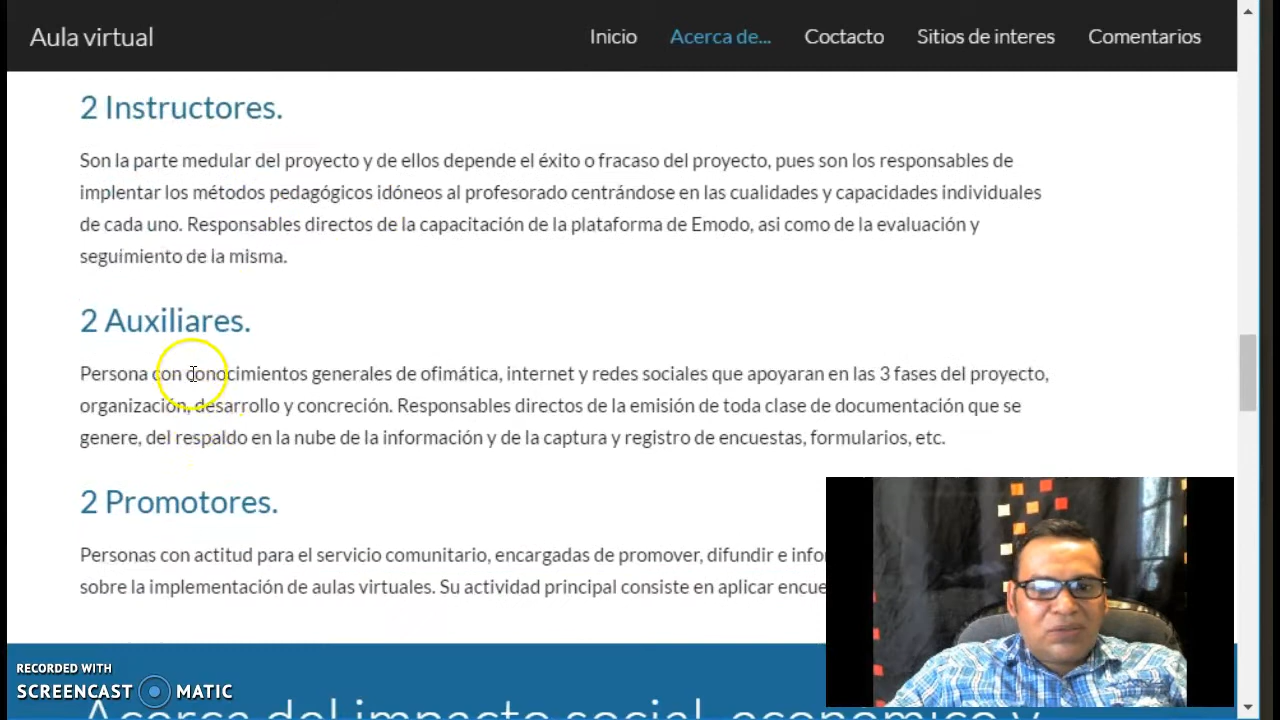 Aula virtual
Inicio
Acerca de...
Coctacto
Sitios de interes
Comentarios
2 Instructores.
Son la parte medular del proyecto y de ellos depende el éxito o fracaso del proyecto, pues son los responsables de
implentar los métodos pedagógicos idóneos al profesorado centrándose en las cualidades y capacidades individuales
de cada uno. Responsables directos de la capacitación de la plataforma de Emodo, asi como de la evaluación y
seguimiento de la misma.
2 Auxiliares.
Persona con conocimientos generales de ofimática, internet y redes sociales que apoyaran en las 3 fases del proyecto,
organización, desarrollo y concreción. Responsables directos de la emisión de toda clase de documentación que se
genere, del respaldo en la nube de la información y de la captura y registro de encuestas, formularios, etc.
2 Promotores.
Personas con actitud para el servicio comunitario, encargadas de promover, difundir e
sobre la implementación de aulas virtuales. Su actividad principal consiste en aplicar
RECORDED WITH
SCREENCAST MATIC
Acerca del impacto social, económico y